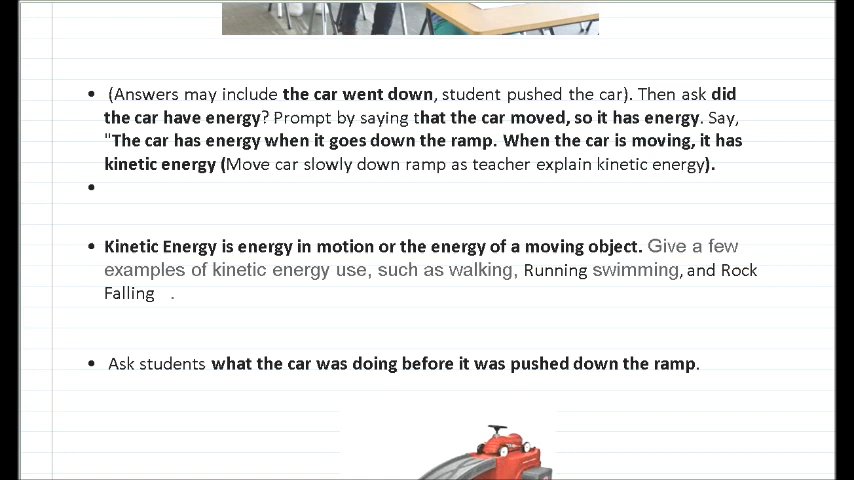 • (Answers may include the car went down, student pushed the car). Then ask did
the car have energy? Prompt by saying that the car moved, so it has energy. Say,
"The car has energy when it goes down the ramp. When the car is moving, it has
kinetic energy (Move car slowly down ramp as teacher explain kinetic energy).
•
• Kinetic Energy is energy in motion or the energy of a moving object. Give a few
examples of kinetic energy use, such as walking, Running swimming, and Rock
Falling .
• Ask students what the car was doing before it was pushed down the ramp.